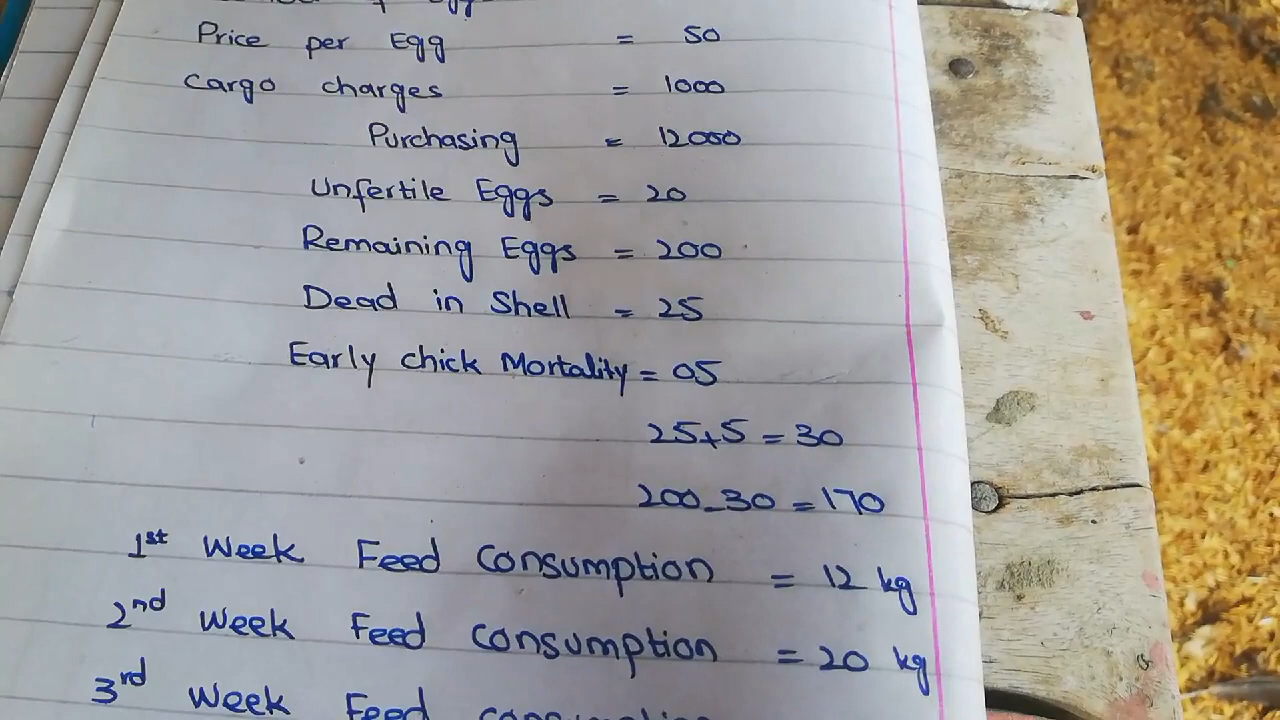 Price per Egg = 50
Cargo charges = 1000
Purchasing = 12000
Unfertile Eggs = 20
Remaining Eggs = 200
Dead in Shell = 25
Early chick Mortality = 05
25+5 = 30
200-30 = 170
1st Week Feed Consumption = 12 kg
2nd Week Feed Consumption = 20 kg
3rd Week Feed